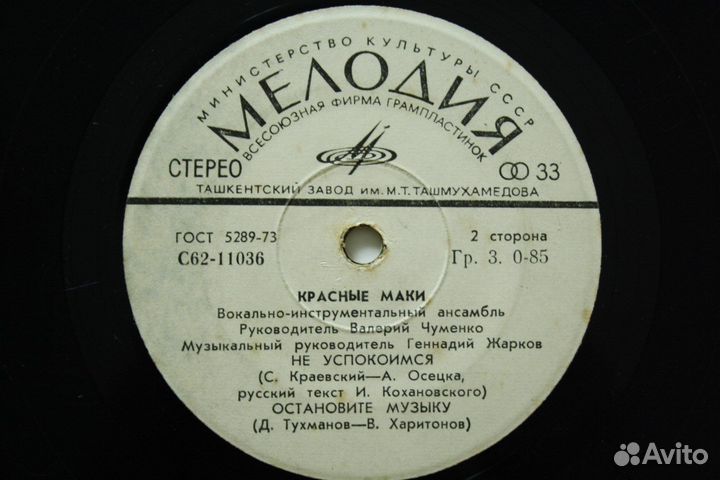 МИНИСТЕРСТВО КУЛЬТУРЫ СССР
МЕЛОДИЯ
ВСЕСОЮЗНАЯ ФИРМА ГРАМПЛАСТИНОК
СТЕРЕО
33
ТАШКЕНТСКИЙ ЗАВОД ИМ. М.Т. ТАШМУХАМЕДОВА
ГОСТ 5289-73
2 сторона
С62-11036
Гр. 3. 0-85
КРАСНЫЕ МАКИ
Вокально-инструментальный ансамбль
Руководитель Валерий Чуменко
Музыкальный руководитель Геннадий Жарков
НЕ УСПОКОИМСЯ
(С. Краевский—А. Осецка,
русский текст И. Кохановского)
ОСТАНОВИТЕ МУЗЫКУ
(Д. Тухманов—В. Харитонов)
Avito